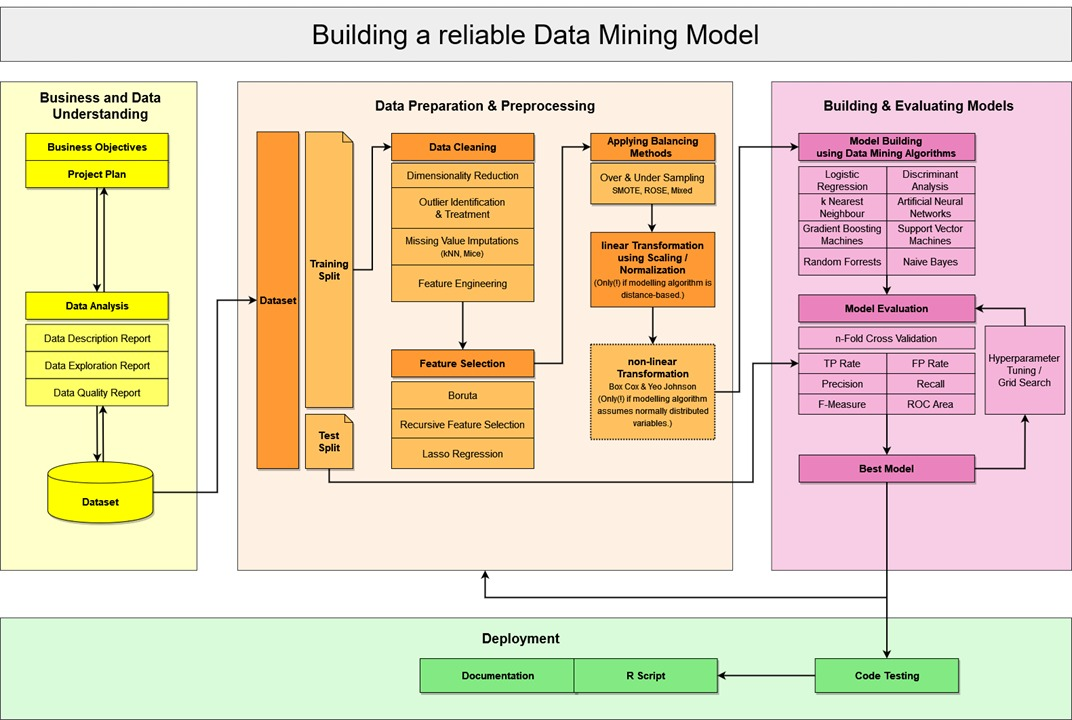 Building a reliable Data Mining Model
Business and Data
Understanding
Business Objectives
Project Plan
Data Analysis
Data Description Report
Data Exploration Report
Data Quality Report
Dataset
Data Preparation & Preprocessing
Dataset
Training
Split
Test
Split
Data Cleaning
Dimensionality Reduction
Outlier Identification
& Treatment
Missing Value Imputations
(kNN, Mice)
Feature Engineering
Feature Selection
Boruta
Recursive Feature Selection
Lasso Regression
Applying Balancing
Methods
Over & Under Sampling
SMOTE, ROSE, Mixed
linear Transformation
using Scaling /
Normalization
(Only(!) if modelling algorithm is
distance-based.)
non-linear
Transformation
Box Cox & Yeo Johnson
(Only(!) if modelling algorithm
assumes normally distributed
variables.)
Building & Evaluating Models
Model Building
using Data Mining Algorithms
Logistic
Regression
Discriminant
Analysis
k Nearest
Neighbour
Artificial Neural
Networks
Gradient Boosting
Machines
Support Vector
Machines
Random Forrests
Naive Bayes
Model Evaluation
n-Fold Cross Validation
TP Rate
FP Rate
Precision
Recall
F-Measure
ROC Area
Hyperparameter
Tuning /
Grid Search
Best Model
Deployment
Documentation
R Script
Code Testing